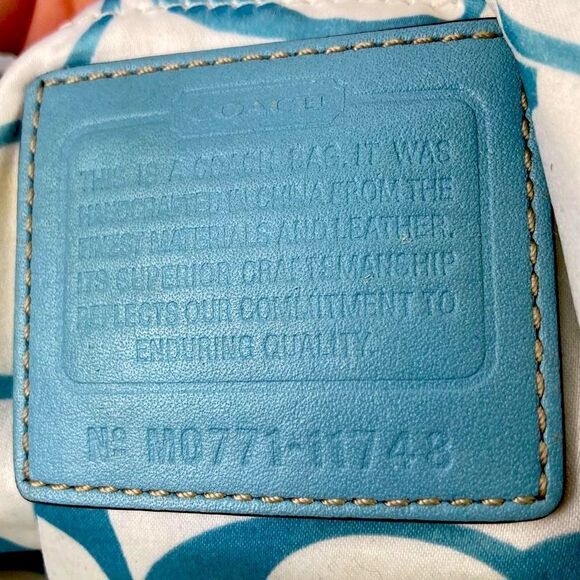 COACH
THIS IS A COACH BAG. IT WAS
HANDCRAFTED IN CHINA FROM THE
FINEST MATERIALS AND LEATHER.
ITS SUPERIOR CRAFTSMANSHIP
REFLECTS OUR COMMITMENT TO
ENDURING QUALITY.
Nº M0771-11748